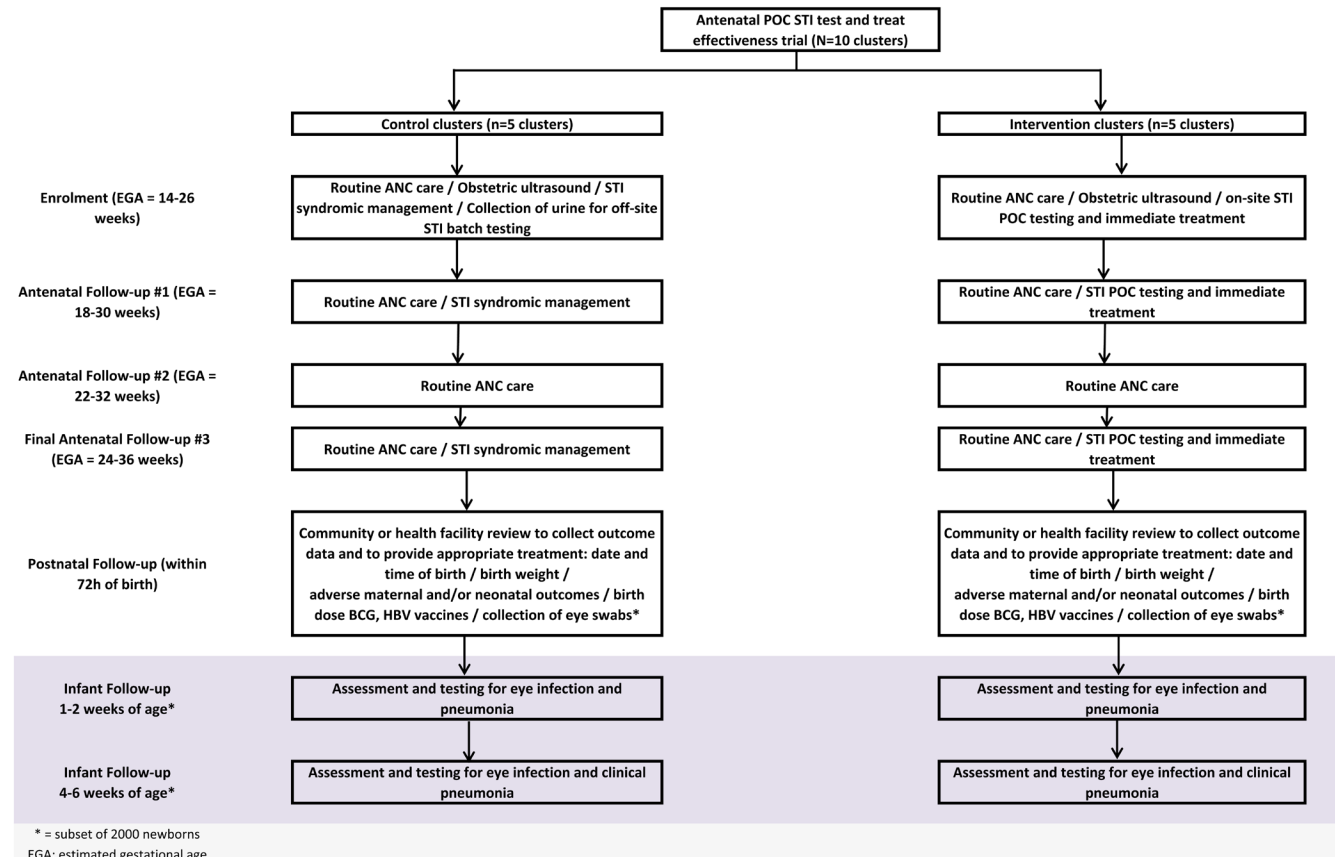 Antenatal POC STI test and treat
effectiveness trial (N=10 clusters)
Control clusters (n=5 clusters)
Intervention clusters (n=5 clusters)
Enrolment (EGA = 14-26
weeks)
Routine ANC care / Obstetric ultrasound / STI
syndromic management / Collection of urine for off-site
STI batch testing
Routine ANC care / Obstetric ultrasound / on-site STI
POC testing and immediate treatment
Antenatal Follow-up #1 (EGA =
18-30 weeks)
Routine ANC care / STI syndromic management
Routine ANC care / STI POC testing and immediate
treatment
Antenatal Follow-up #2 (EGA =
22-32 weeks)
Routine ANC care
Routine ANC care
Final Antenatal Follow-up #3
(EGA = 24-36 weeks)
Routine ANC care / STI syndromic management
Routine ANC care / STI POC testing and immediate
treatment
Postnatal Follow-up (within
72h of birth)
Community or health facility review to collect outcome
data and to provide appropriate treatment: date and
time of birth / birth weight /
adverse maternal and/or neonatal outcomes / birth
dose BCG, HBV vaccines / collection of eye swabs*
Community or health facility review to collect outcome
data and to provide appropriate treatment: date and
time of birth / birth weight /
adverse maternal and/or neonatal outcomes / birth
dose BCG, HBV vaccines / collection of eye swabs*
Infant Follow-up
1-2 weeks of age*
Assessment and testing for eye infection and
pneumonia
Assessment and testing for eye infection and
pneumonia
Infant Follow-up
4-6 weeks of age*
Assessment and testing for eye infection and clinical
pneumonia
Assessment and testing for eye infection and clinical
pneumonia
* = subset of 2000 newborns
EGA: estimated gestational age